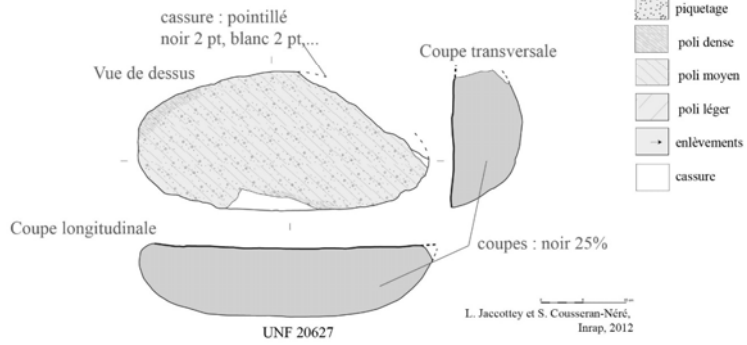 cassure : pointillé
noir 2 pt, blanc 2 pt,...
Vue de dessus
Coupe transversale
piquetage
poli dense
poli moyen
poli léger
enlèvements
cassure
Coupe longitudinale
coupes : noir 25%
L. Jaccottey et S. Cousseran-Néré,
Inrap, 2012
UNF 20627